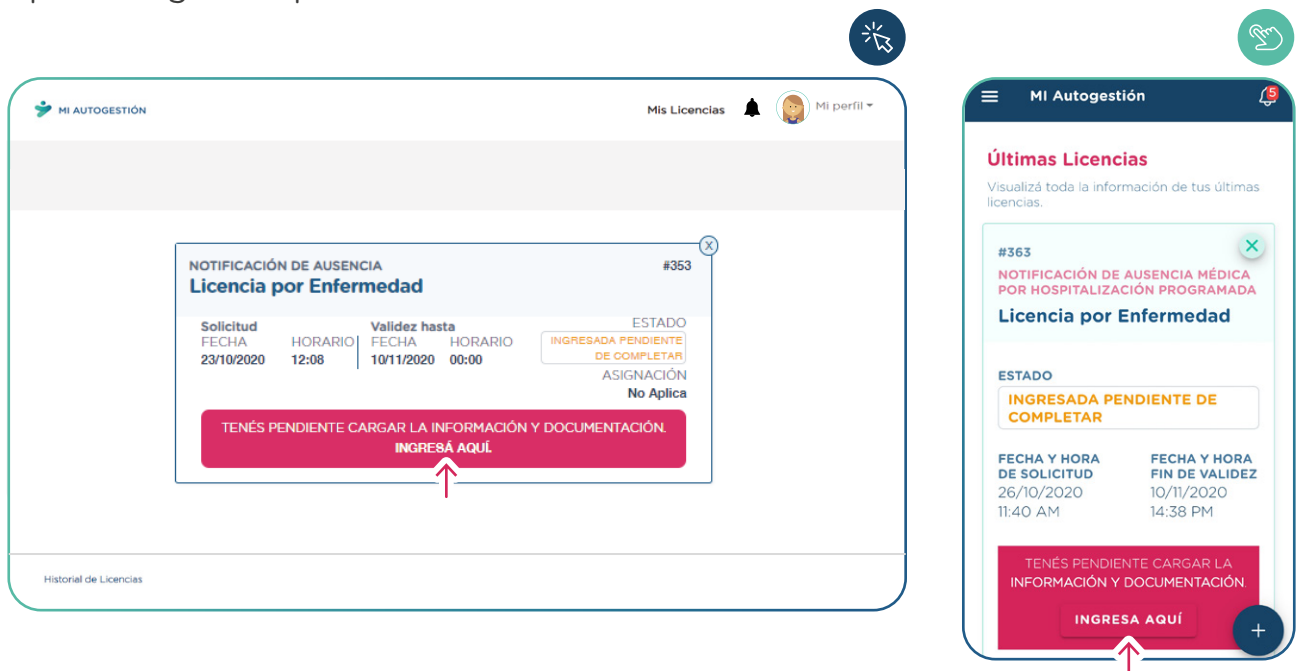 MI AUTOGESTIÓN
Mis Licencias
Mi perfil
NOTIFICACIÓN DE AUSENCIA
#353
Licencia por Enfermedad
X
Solicitud
Validez hasta
FECHA HORARIO FECHA HORARIO
23/10/2020 12:08 10/11/2020 00:00
ESTADO
INGRESADA PENDIENTE
DE COMPLETAR
ASIGNACIÓN
No Aplica
TENÉS PENDIENTE CARGAR LA INFORMACIÓN Y DOCUMENTACIÓN.
INGRESÁ AQUÍ.
Historial de Licencias
MI Autogestión
5
Últimas Licencias
Visualizá toda la información de tus últimas
licencias.
#363
NOTIFICACIÓN DE AUSENCIA MÉDICA
POR HOSPITALIZACIÓN PROGRAMADA
Licencia por Enfermedad
ESTADO
INGRESADA PENDIENTE DE
COMPLETAR
FECHA Y HORA FECHA Y HORA
DE SOLICITUD FIN DE VALIDEZ
26/10/2020 10/11/2020
11:40 AM 14:38 PM
TENÉS PENDIENTE CARGAR LA
INFORMACIÓN Y DOCUMENTACIÓN.
INGRESA AQUÍ
+